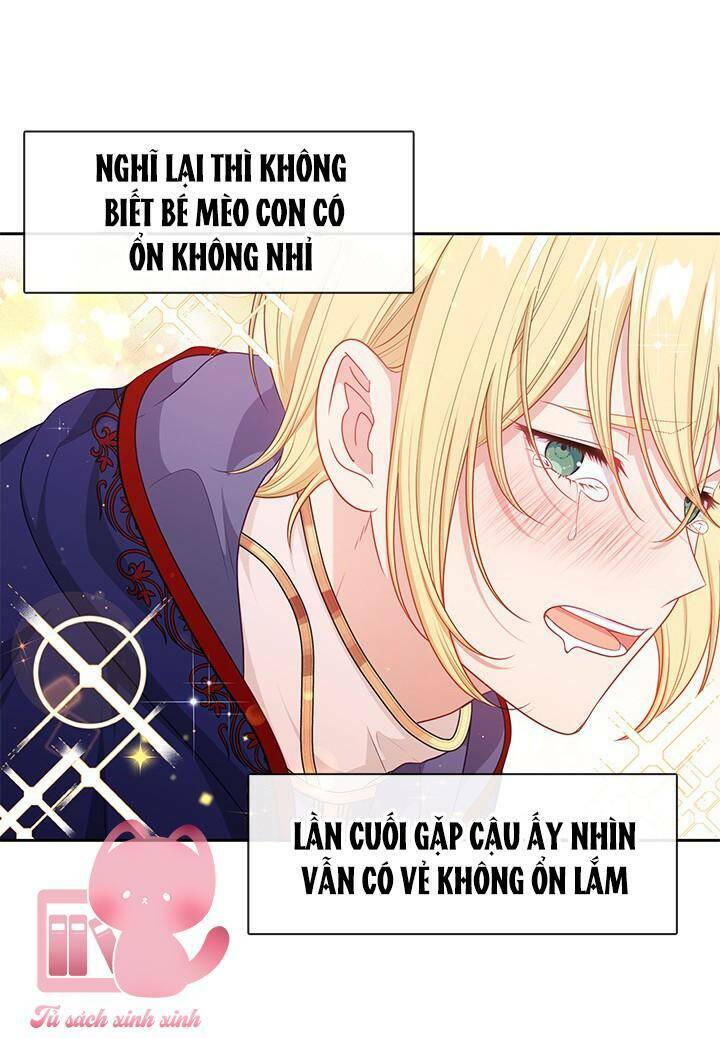 NGHĨ LẠI THÌ KHÔNG
BIẾT BÉ MÈO CON CÓ
ỔN KHÔNG NHỈ
LẦN CUỐI GẶP CẬU ẤY NHÌN
VẪN CÓ VẺ KHÔNG ỔN LẮM
Tủ sách xinh xinh